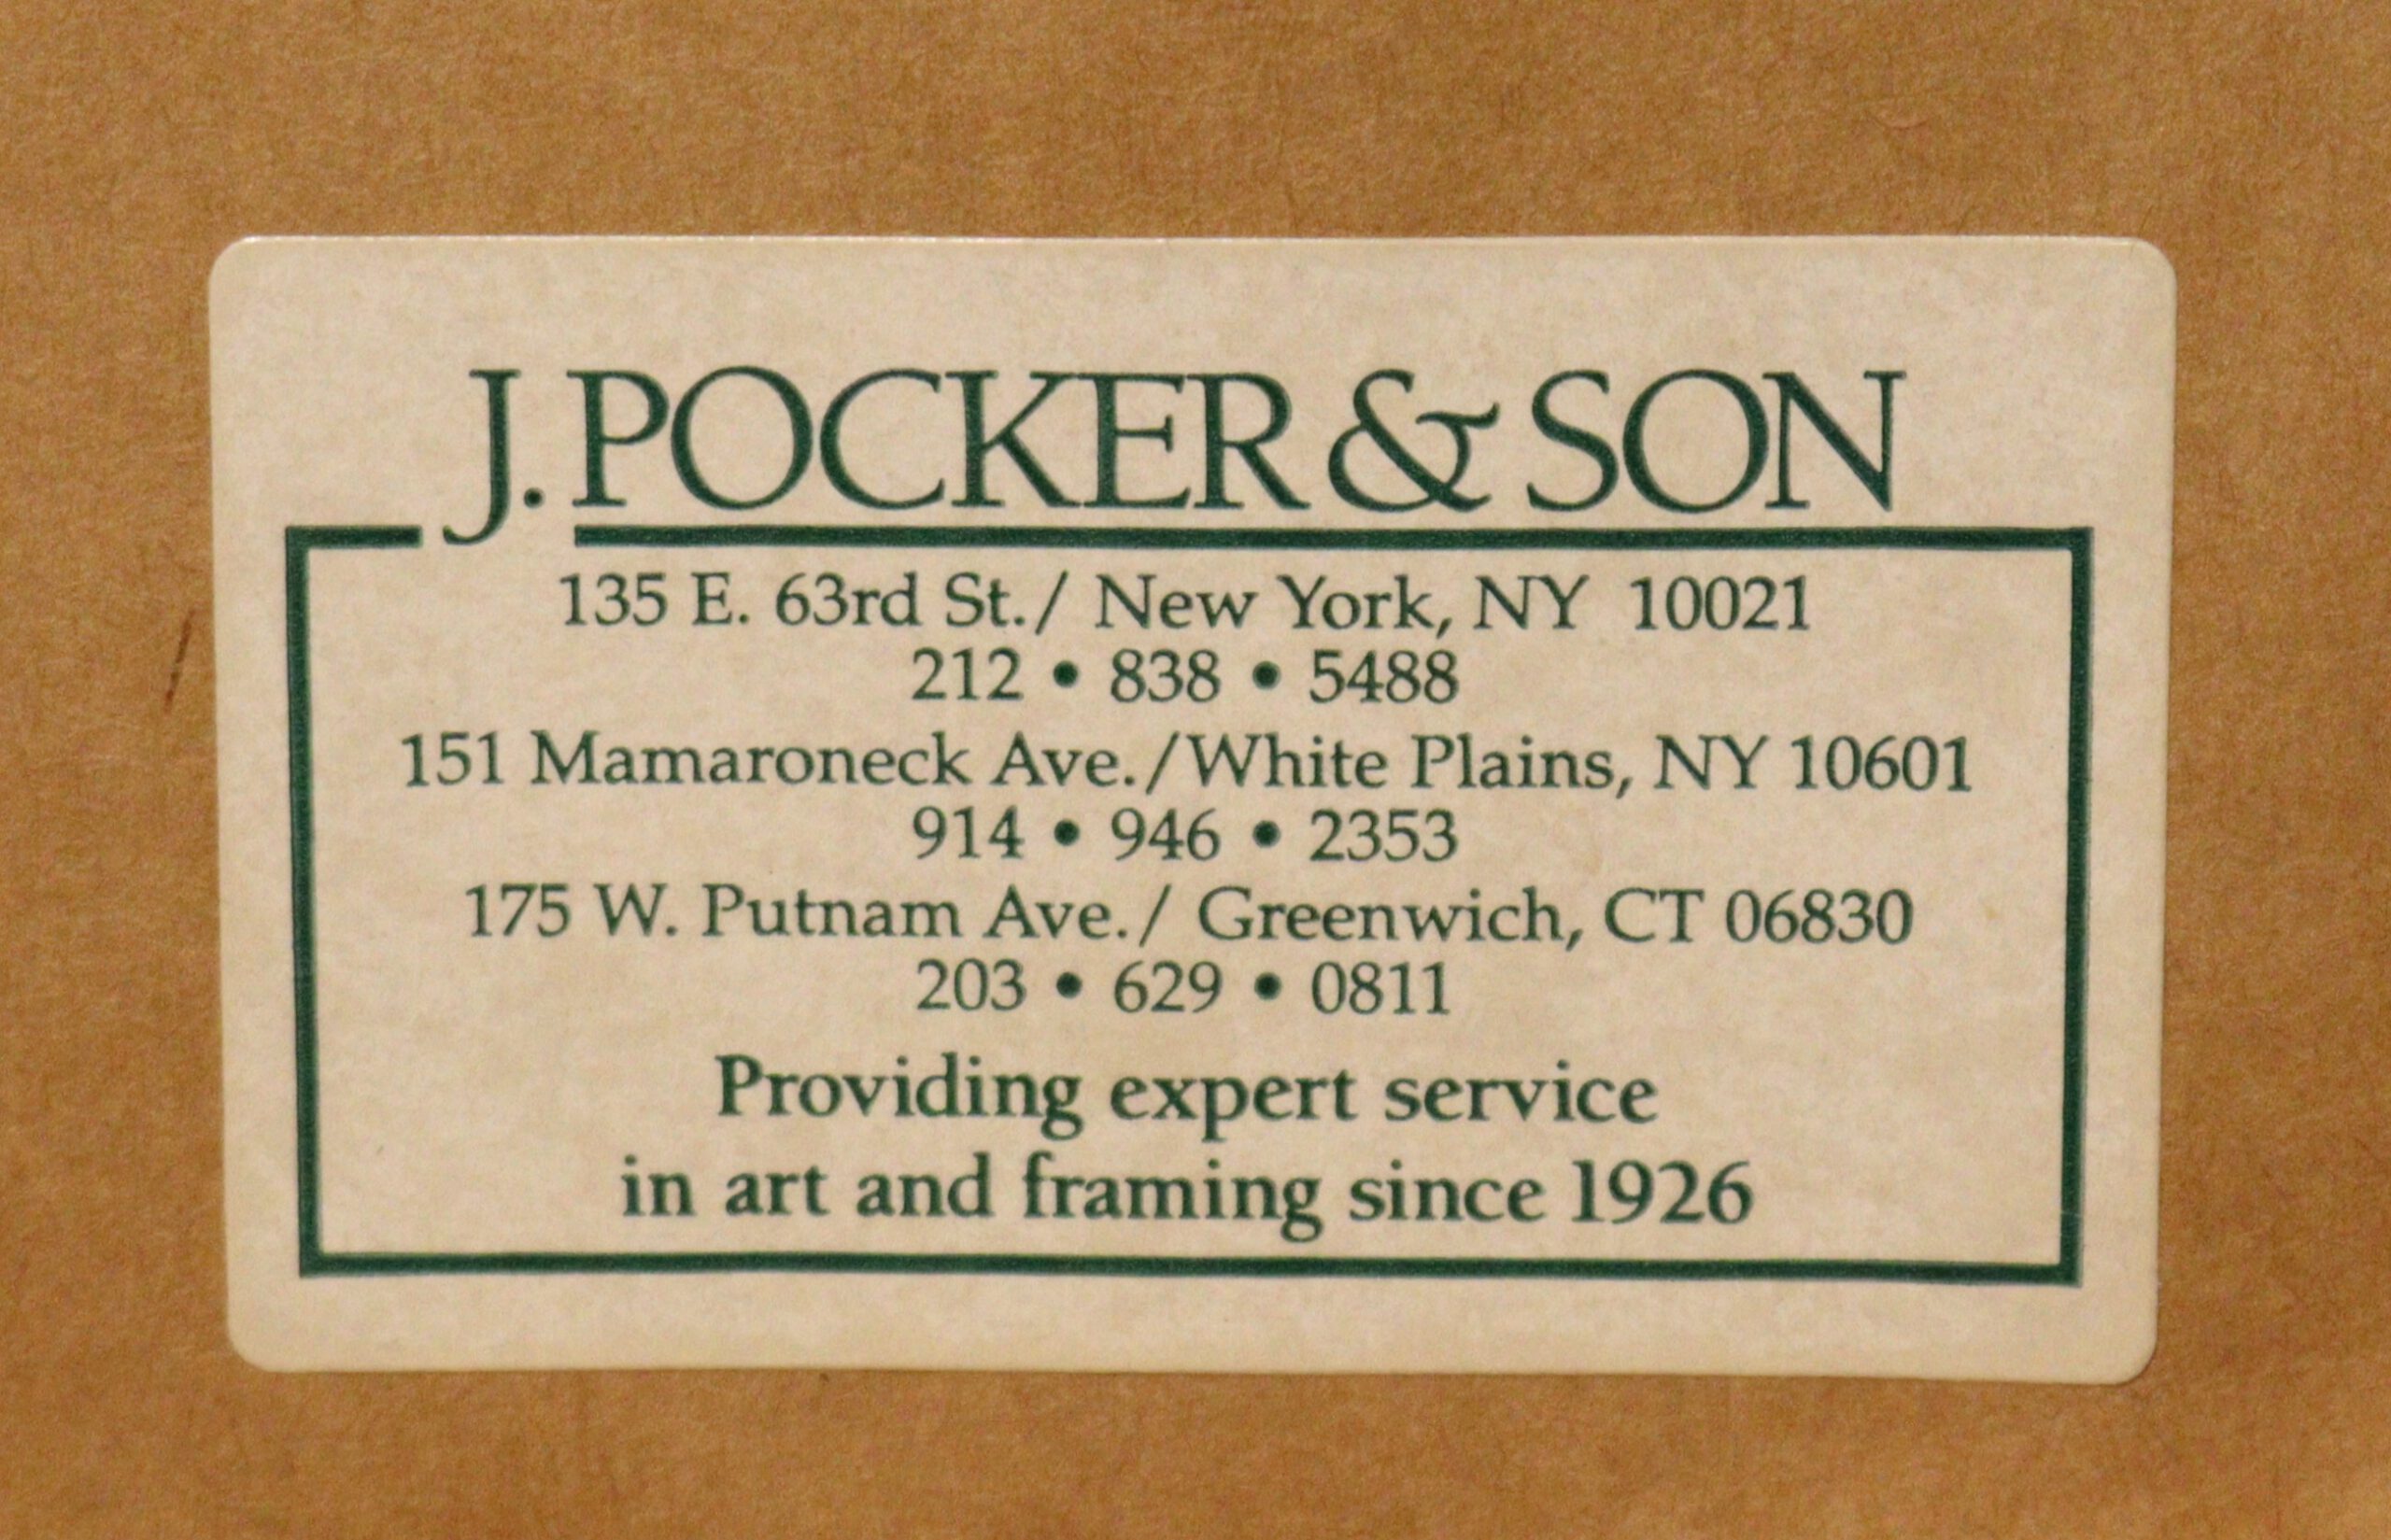 J. POCKER & SON
135 E. 63rd St./ New York, NY 10021
212 • 838 • 5488
151 Mamaroneck Ave./White Plains, NY 10601
914 • 946 • 2353
175 W. Putnam Ave./ Greenwich, CT 06830
203 • 629 • 0811
Providing expert service
in art and framing since 1926